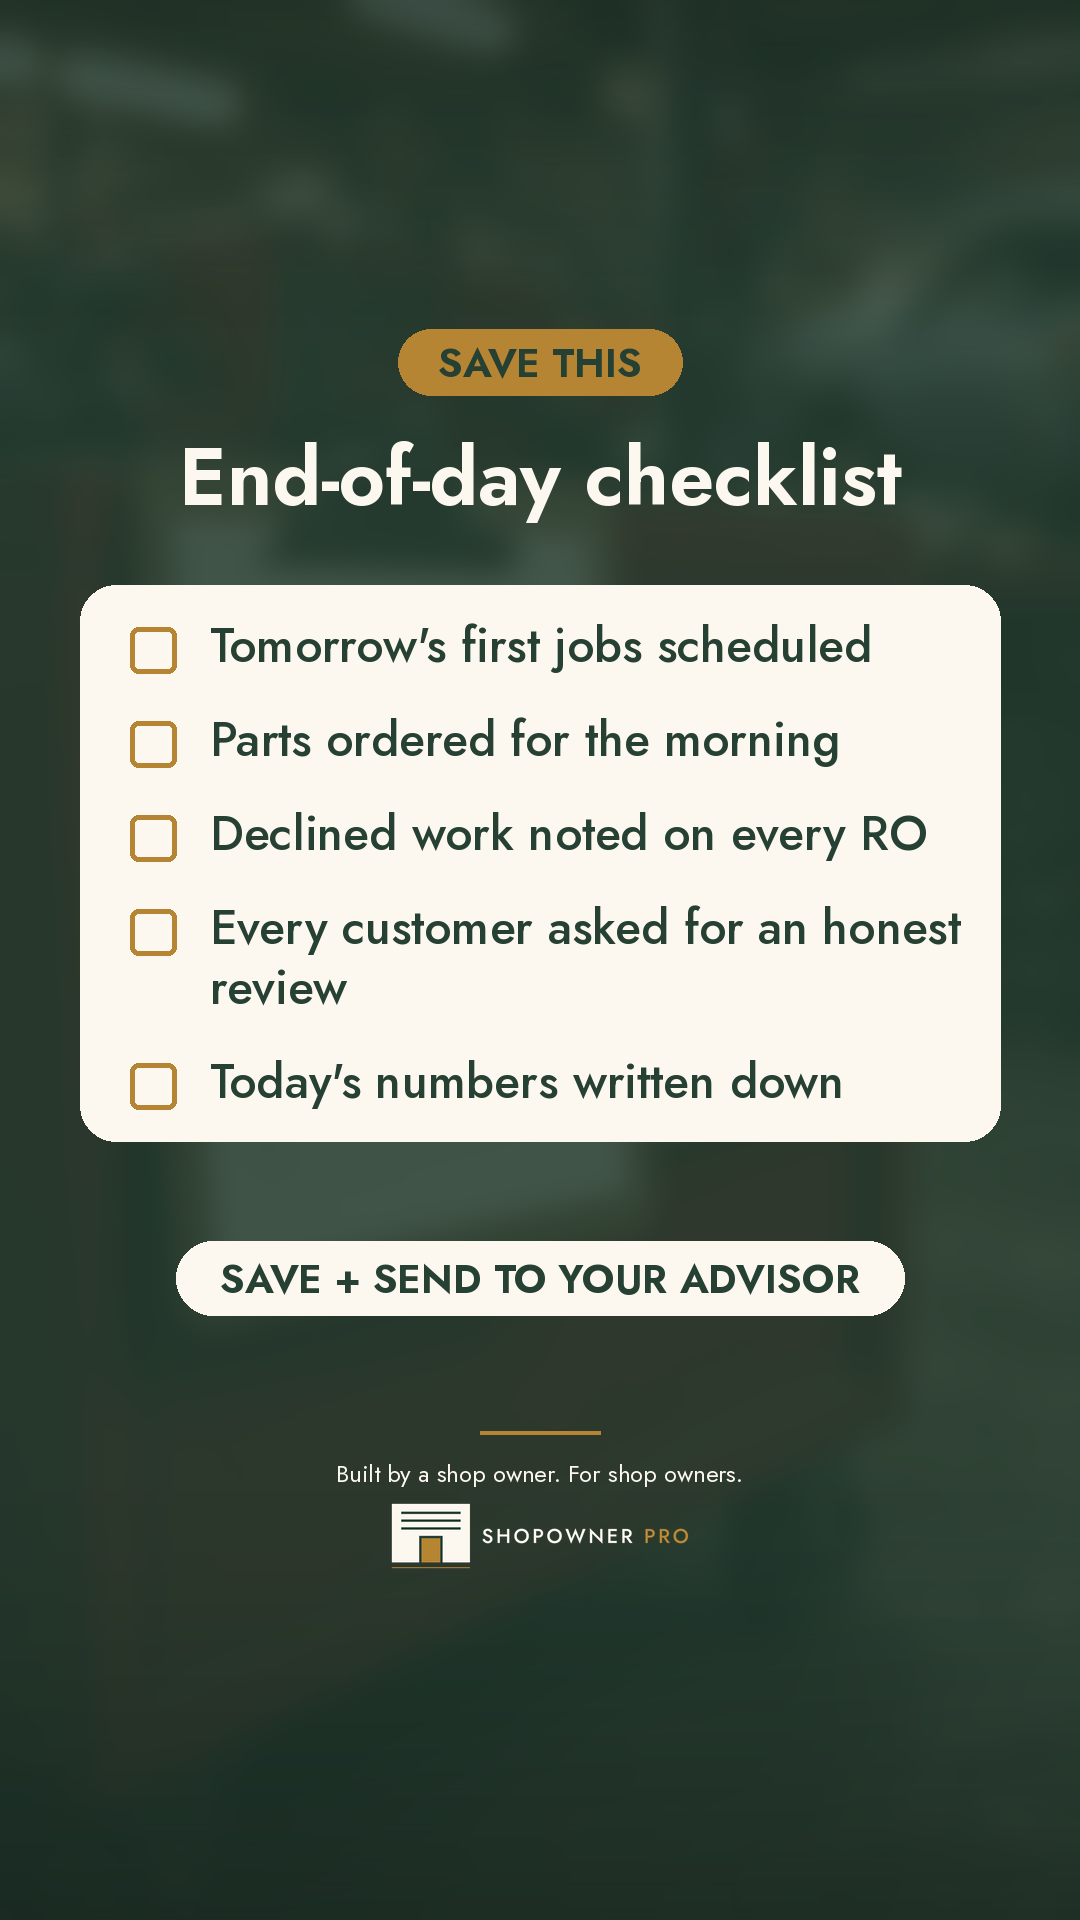 SAVE THIS
End-of-day checklist
Tomorrow's first jobs scheduled
Parts ordered for the morning
Declined work noted on every RO
Every customer asked for an honest
review
Today's numbers written down
SAVE + SEND TO YOUR ADVISOR
Built by a shop owner. For shop owners.
SHOPOWNER PRO